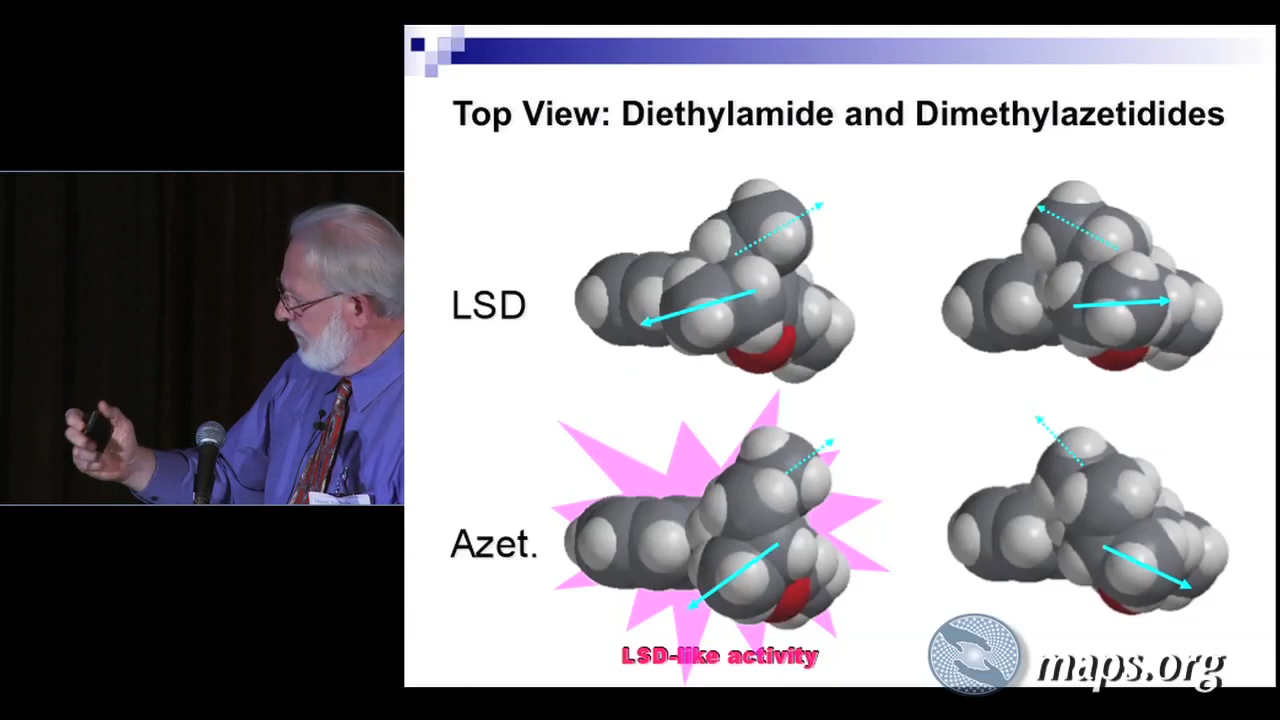 Top View: Diethylamide and Dimethylazetidides
LSD
Azet.
LSD-like activity
maps.org